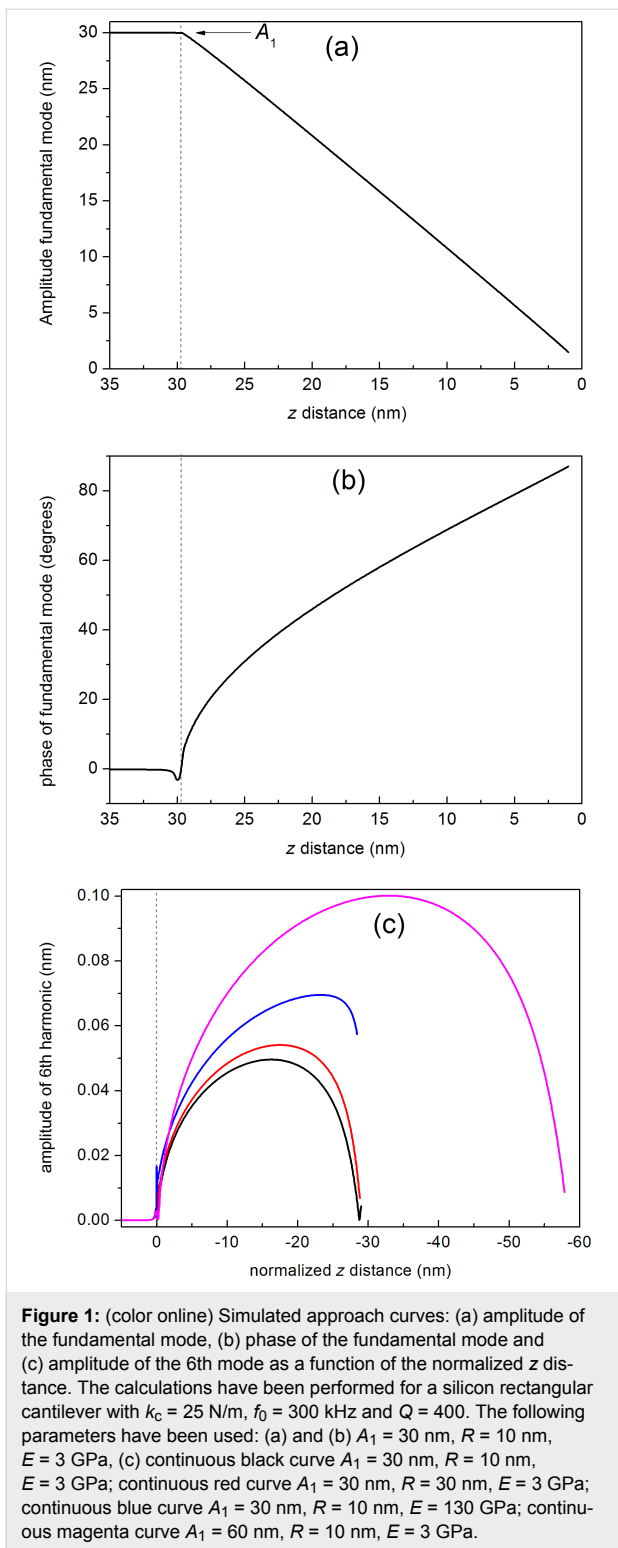 A1
(a)
Amplitude fundamental mode (nm)
30
25
20
15
10
5
0
35 30 25 20 15 10 5 0
z distance (nm)
(b)
phase of fundamental mode (degrees)
80
60
40
20
0
35 30 25 20 15 10 5 0
z distance (nm)
(c)
amplitude of 6th harmonic (nm)
0.10
0.08
0.06
0.04
0.02
0.00
0 -10 -20 -30 -40 -50 -60
normalized z distance (nm)
Figure 1: (color online) Simulated approach curves: (a) amplitude of
the fundamental mode, (b) phase of the fundamental mode and
(c) amplitude of the 6th mode as a function of the normalized z dis-
tance. The calculations have been performed for a silicon rectangular
cantilever with kc = 25 N/m, f0 = 300 kHz and Q = 400. The following
parameters have been used: (a) and (b) A1 = 30 nm, R = 10 nm,
E = 3 GPa, (c) continuous black curve A1 = 30 nm, R = 10 nm,
E = 3 GPa; continuous red curve A1 = 30 nm, R = 30 nm, E = 3 GPa;
continuous blue curve A1 = 30 nm, R = 10 nm, E = 130 GPa; continu-
ous magenta curve A1 = 60 nm, R = 10 nm, E = 3 GPa.